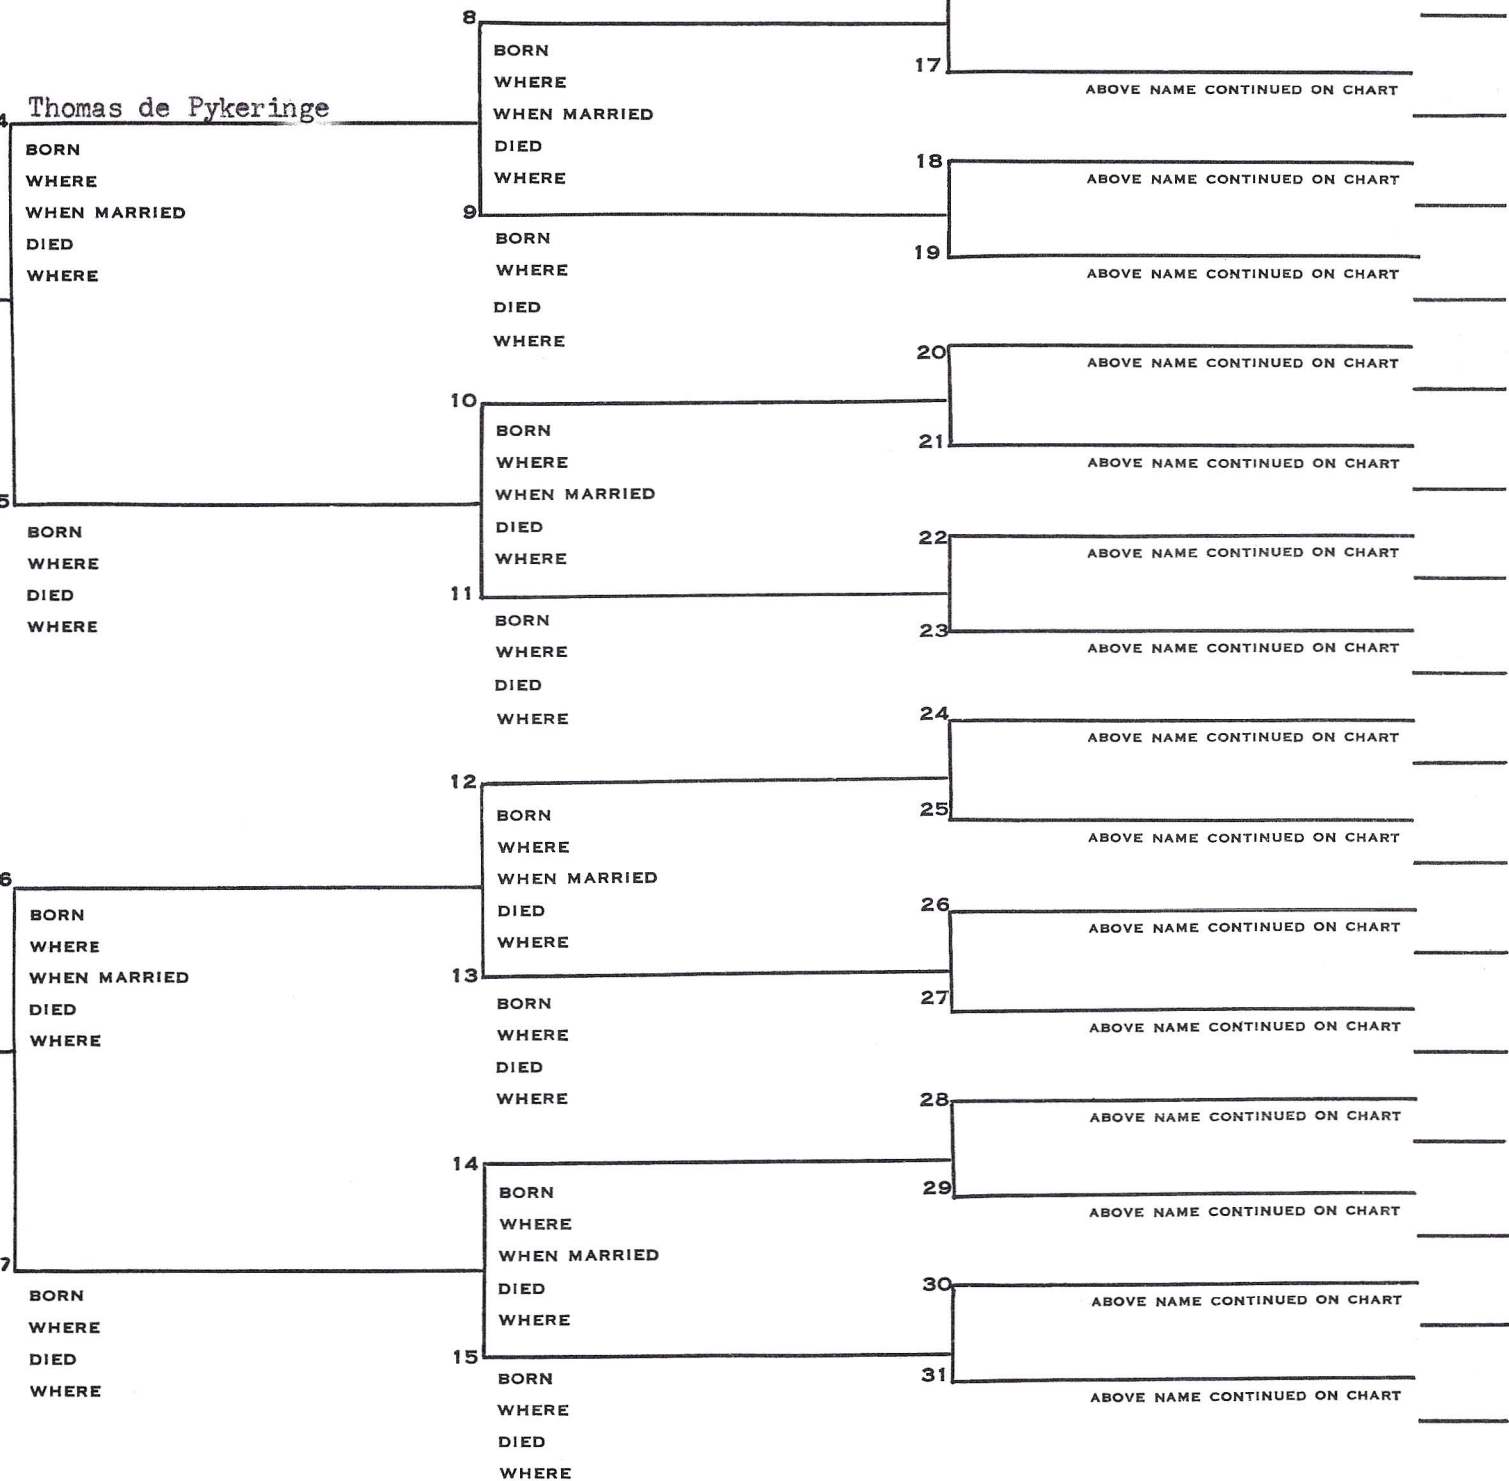 4 Thomas de Pykeringe
BORN
WHERE
WHEN MARRIED
DIED
WHERE
5
BORN
WHERE
DIED
WHERE
6
BORN
WHERE
WHEN MARRIED
DIED
WHERE
7
BORN
WHERE
DIED
WHERE
8
BORN
WHERE
WHEN MARRIED
DIED
WHERE
9
BORN
WHERE
DIED
WHERE
10
BORN
WHERE
WHEN MARRIED
DIED
WHERE
11
BORN
WHERE
DIED
WHERE
12
BORN
WHERE
WHEN MARRIED
DIED
WHERE
13
BORN
WHERE
DIED
WHERE
14
BORN
WHERE
WHEN MARRIED
DIED
WHERE
15
BORN
WHERE
DIED
WHERE
17
ABOVE NAME CONTINUED ON CHART
18
ABOVE NAME CONTINUED ON CHART
19
ABOVE NAME CONTINUED ON CHART
20
ABOVE NAME CONTINUED ON CHART
21
ABOVE NAME CONTINUED ON CHART
22
ABOVE NAME CONTINUED ON CHART
23
ABOVE NAME CONTINUED ON CHART
24
ABOVE NAME CONTINUED ON CHART
25
ABOVE NAME CONTINUED ON CHART
26
ABOVE NAME CONTINUED ON CHART
27
ABOVE NAME CONTINUED ON CHART
28
ABOVE NAME CONTINUED ON CHART
29
ABOVE NAME CONTINUED ON CHART
30
ABOVE NAME CONTINUED ON CHART
31
ABOVE NAME CONTINUED ON CHART